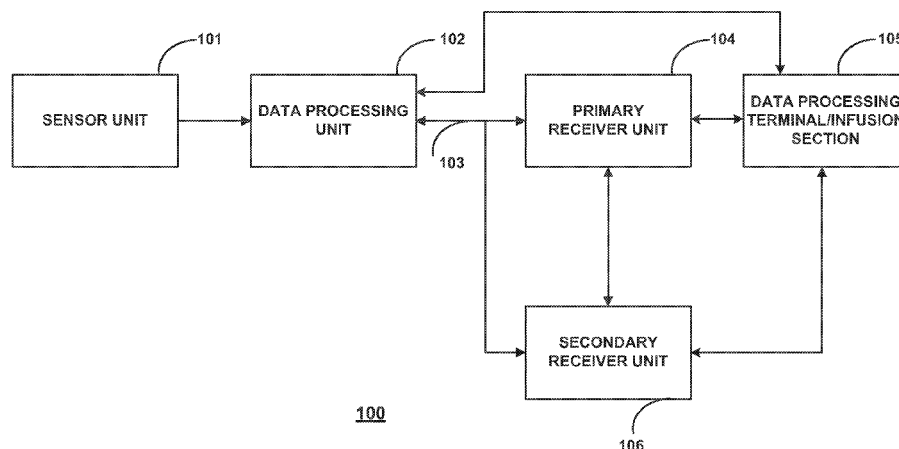 101
102
104
105
SENSOR UNIT
DATA PROCESSING
UNIT
PRIMARY
RECEIVER UNIT
DATA PROCESSING
TERMINAL/INFUSION
SECTION
103
SECONDARY
RECEIVER UNIT
100
106